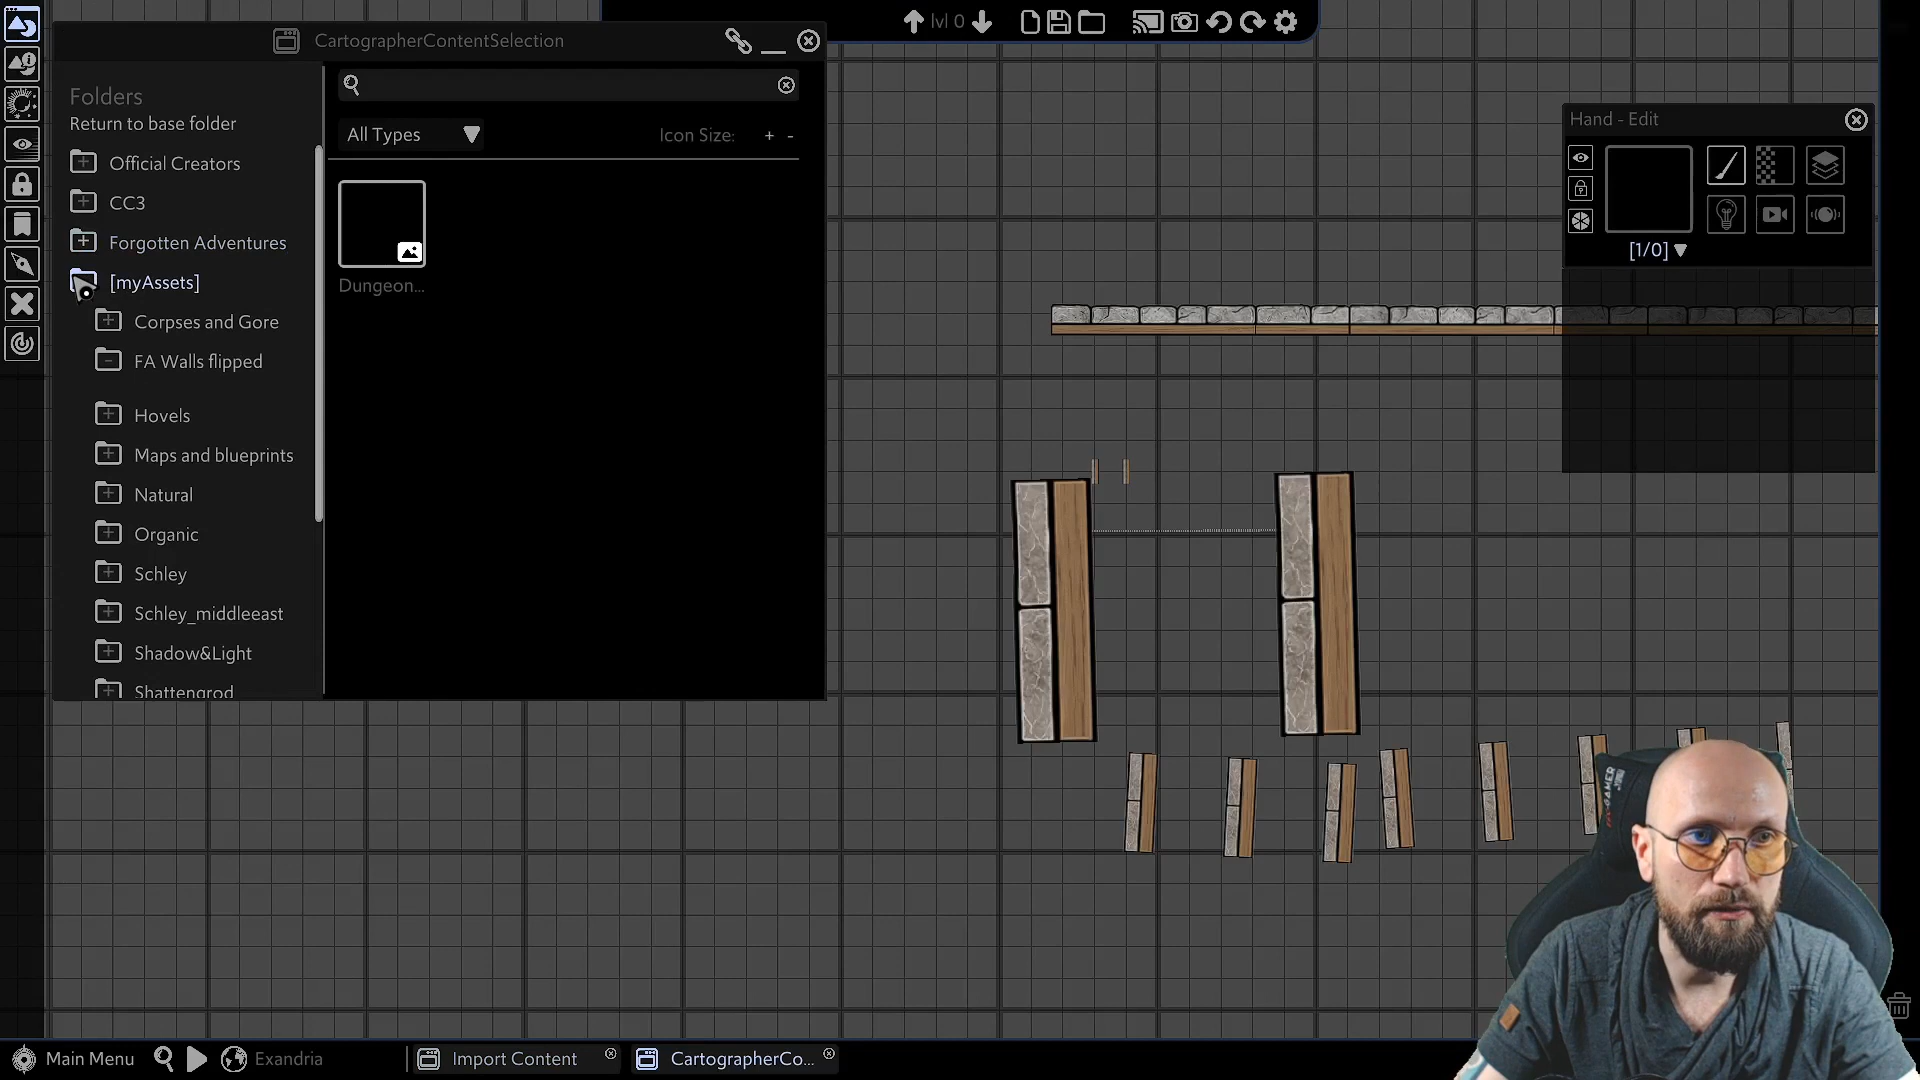 CartographerContentSelection
lvl 0
Folders
Return to base folder
Official Creators
CC3
Forgotten Adventures
[myAssets]
Corpses and Gore
FA Walls flipped
Hovels
Maps and blueprints
Natural
Organic
Schley
Schley_middleeast
Shadow&Light
Shattengrod
All Types
Icon Size: + -
Dungeon...
Hand - Edit
[1/0]
Main Menu
Exandria
Import Content
CartographerCo...